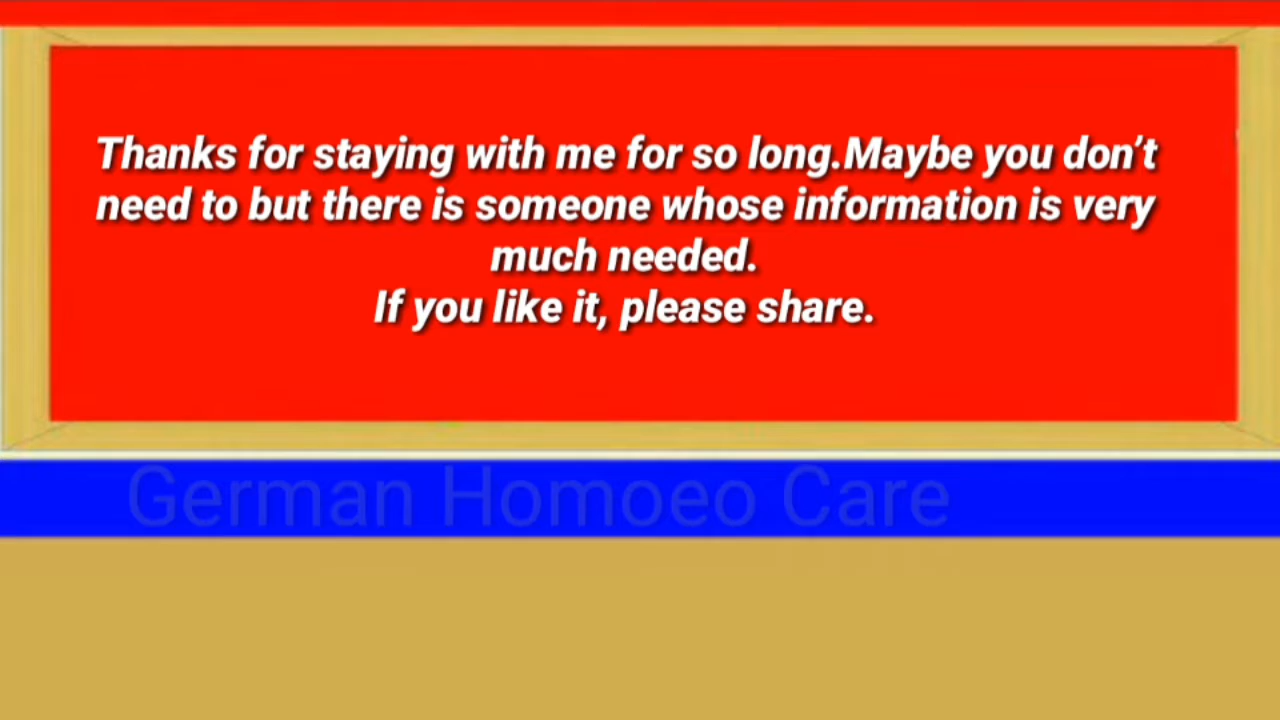 Thanks for staying with me for so long.Maybe you don’t
need to but there is someone whose information is very
much needed.
If you like it, please share.
German Homoeo Care